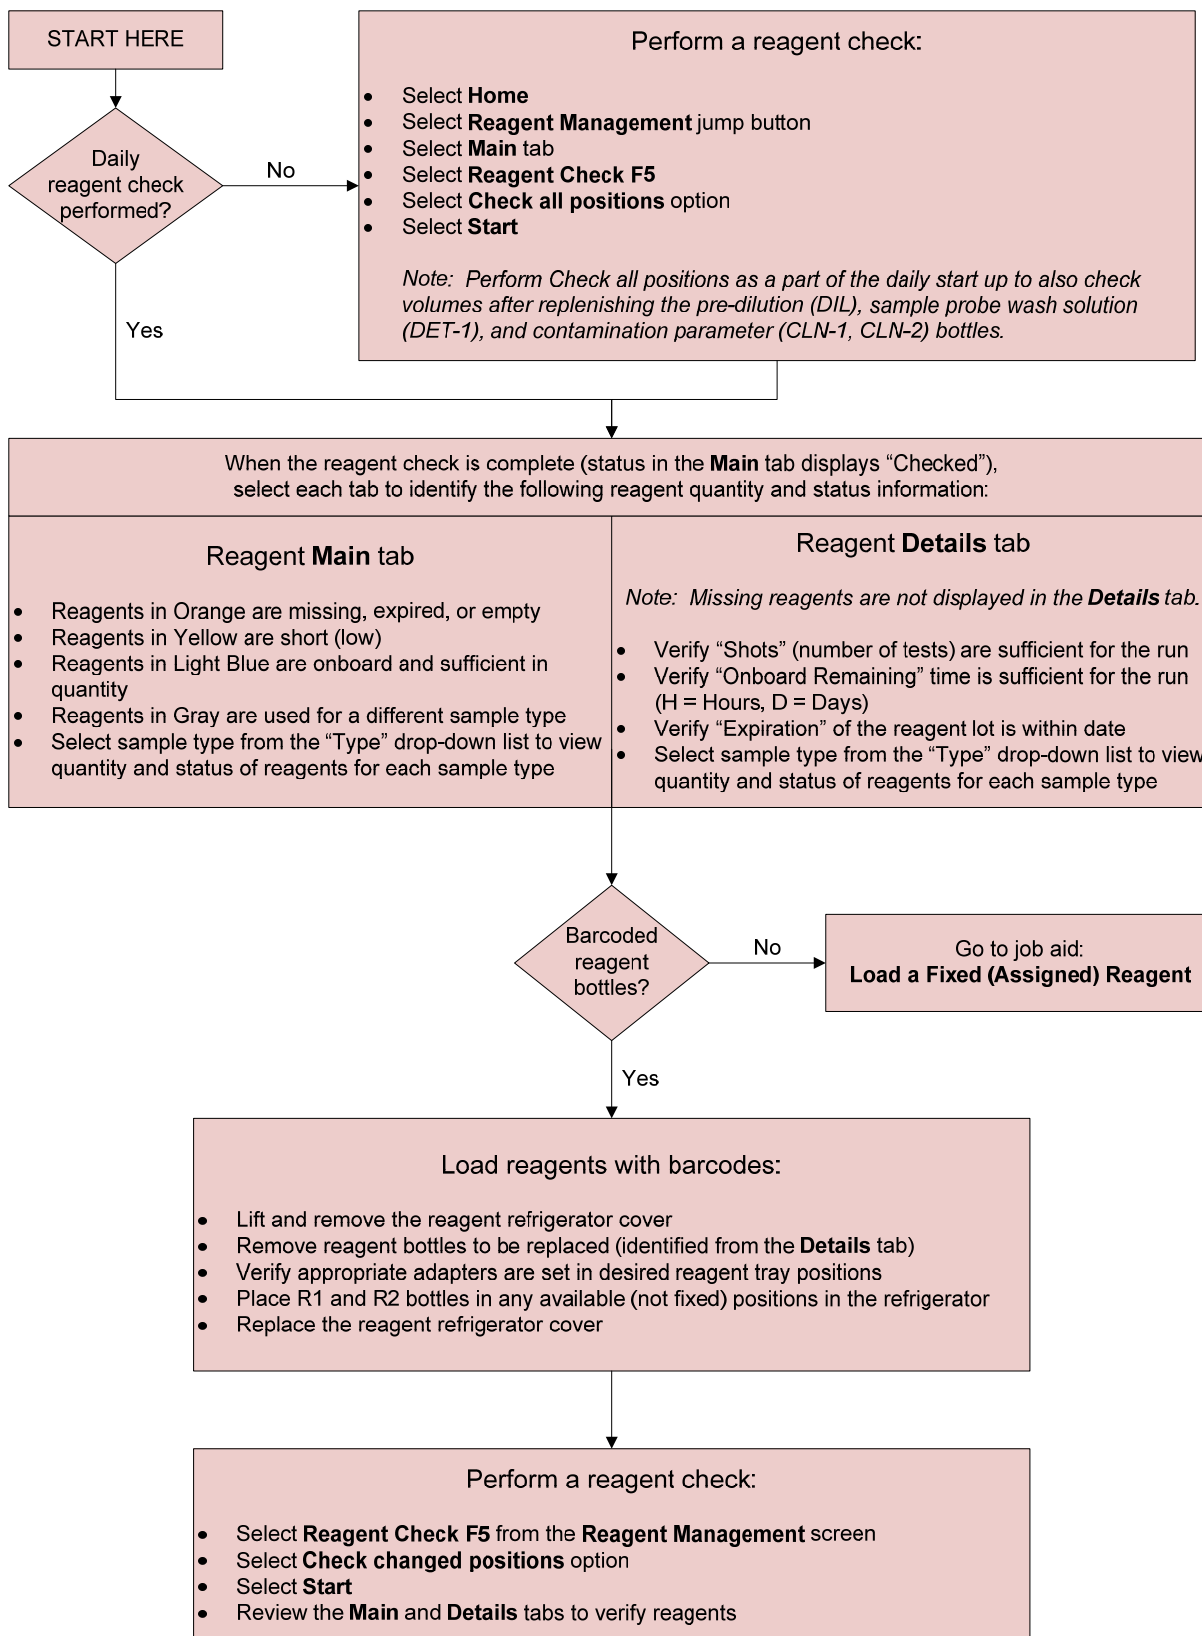 START HERE
Daily
reagent check
performed?
No
Yes
Perform a reagent check:
• Select Home
• Select Reagent Management jump button
• Select Main tab
• Select Reagent Check F5
• Select Check all positions option
• Select Start
Note: Perform Check all positions as a part of the daily start up to also check
volumes after replenishing the pre-dilution (DIL), sample probe wash solution
(DET-1), and contamination parameter (CLN-1, CLN-2) bottles.
When the reagent check is complete (status in the Main tab displays “Checked”),
select each tab to identify the following reagent quantity and status information:
Reagent Main tab
• Reagents in Orange are missing, expired, or empty
• Reagents in Yellow are short (low)
• Reagents in Light Blue are onboard and sufficient in
quantity
• Reagents in Gray are used for a different sample type
• Select sample type from the “Type” drop-down list to view
quantity and status of reagents for each sample type
Reagent Details tab
Note: Missing reagents are not displayed in the Details tab.
• Verify “Shots” (number of tests) are sufficient for the run
• Verify “Onboard Remaining” time is sufficient for the run
(H = Hours, D = Days)
• Verify “Expiration” of the reagent lot is within date
• Select sample type from the “Type” drop-down list to view
quantity and status of reagents for each sample type
Barcoded
reagent
bottles?
No
Go to job aid:
Load a Fixed (Assigned) Reagent
Yes
Load reagents with barcodes:
• Lift and remove the reagent refrigerator cover
• Remove reagent bottles to be replaced (identified from the Details tab)
• Verify appropriate adapters are set in desired reagent tray positions
• Place R1 and R2 bottles in any available (not fixed) positions in the refrigerator
• Replace the reagent refrigerator cover
Perform a reagent check:
• Select Reagent Check F5 from the Reagent Management screen
• Select Check changed positions option
• Select Start
• Review the Main and Details tabs to verify reagents